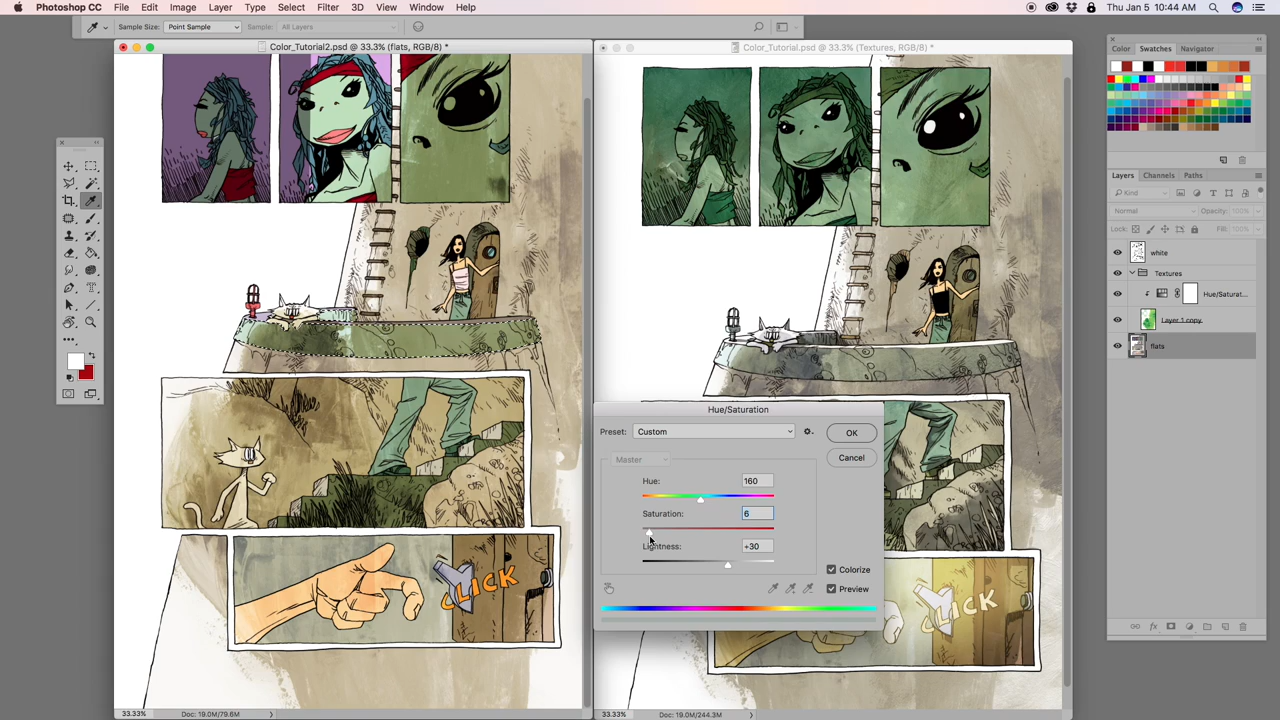 Photoshop CC File Edit Image Layer Type Select Filter 3D View Window Help Thu Jan 5 10:44 AM
Sample Size: Point Sample Sample: All Layers
Color_Tutorial2.psd @ 33.3% (flats, RGB/8) *
Color_Tutorial.psd @ 33.3% (Textures, RGB/8) *
Color Swatches Navigator
Layers Channels Paths
Kind
Normal Opacity: 100%
Lock: Fill: 100%
white
Textures
Hue/Saturat...
Layer 1 copy
flats
Hue/Saturation
Preset: Custom
OK
Cancel
Master
Hue: 160
Saturation: 6
Lightness: +30
Colorize
Preview
CLICK
CLICK
33.33% Doc: 19.0M/79.6M
33.33% Doc: 19.0M/244.3M